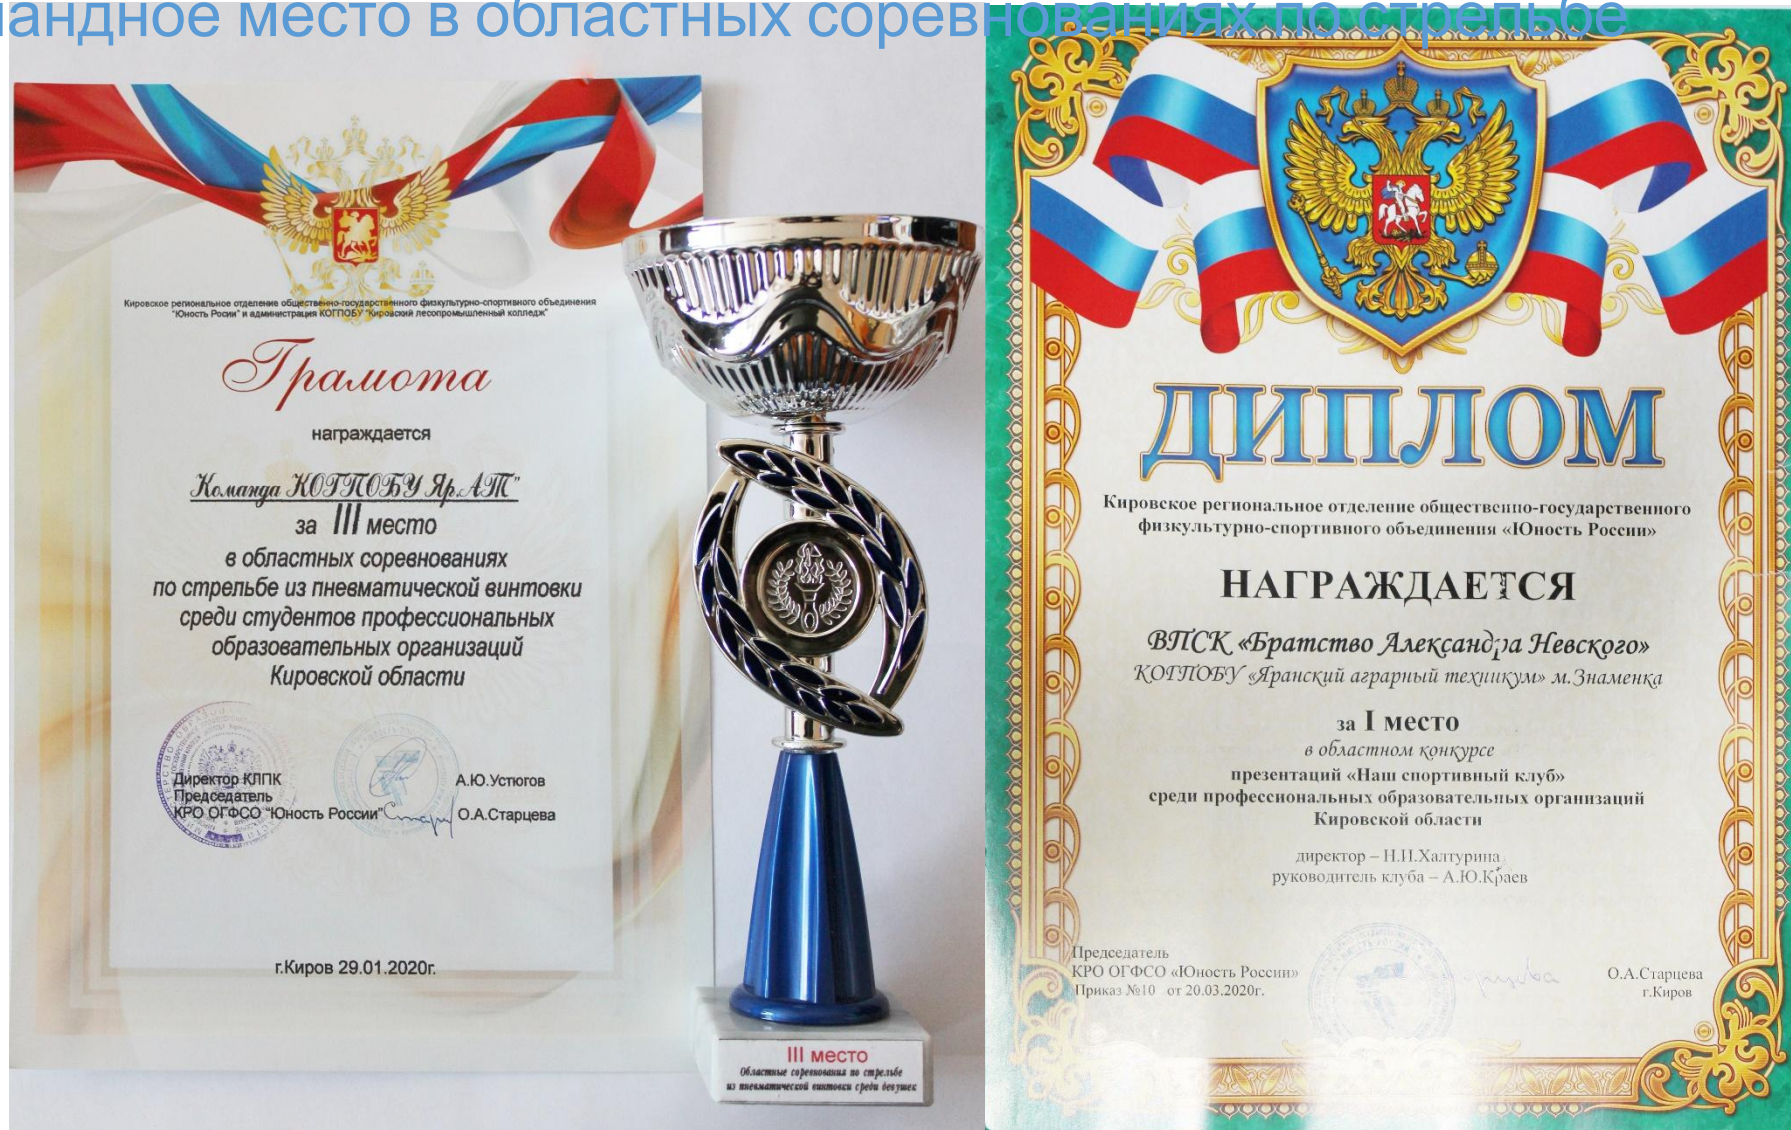 андное место в областных соревнованиях по стрельбе
Кировское региональное отделение общественно-государственного физкультурно-спортивного объединения
"Юность Росии" и администрация КОГПОБУ "Кировский лесопромышленный колледж"
Грамота
награждается
Команда КОГПОБУ Яр.АТ"
за III место
в областных соревнованиях
по стрельбе из пневматической винтовки
среди студентов профессиональных
образовательных организаций
Кировской области
Директор КЛПК А.Ю.Устюгов
Председатель
КРО ОГФСО "Юность России" О.А.Старцева
г.Киров 29.01.2020г.
III место
Областные соревнования по стрельбе
из пневматической винтовки среди девушек
ДИПЛОМ
Кировское региональное отделение общественно-государственного
физкультурно-спортивного объединения «Юность России»
НАГРАЖДАЕТСЯ
ВПСК «Братство Александра Невского»
КОГПОБУ «Яранский аграрный техникум» м.Знаменка
за I место
в областном конкурсе
презентаций «Наш спортивный клуб»
среди профессиональных образовательных организаций
Кировской области
директор – Н.И.Халтурина
руководитель клуба – А.Ю.Краев
Председатель
КРО ОГФСО «Юность России» О.А.Старцева
Приказ №10 от 20.03.2020г. г.Киров